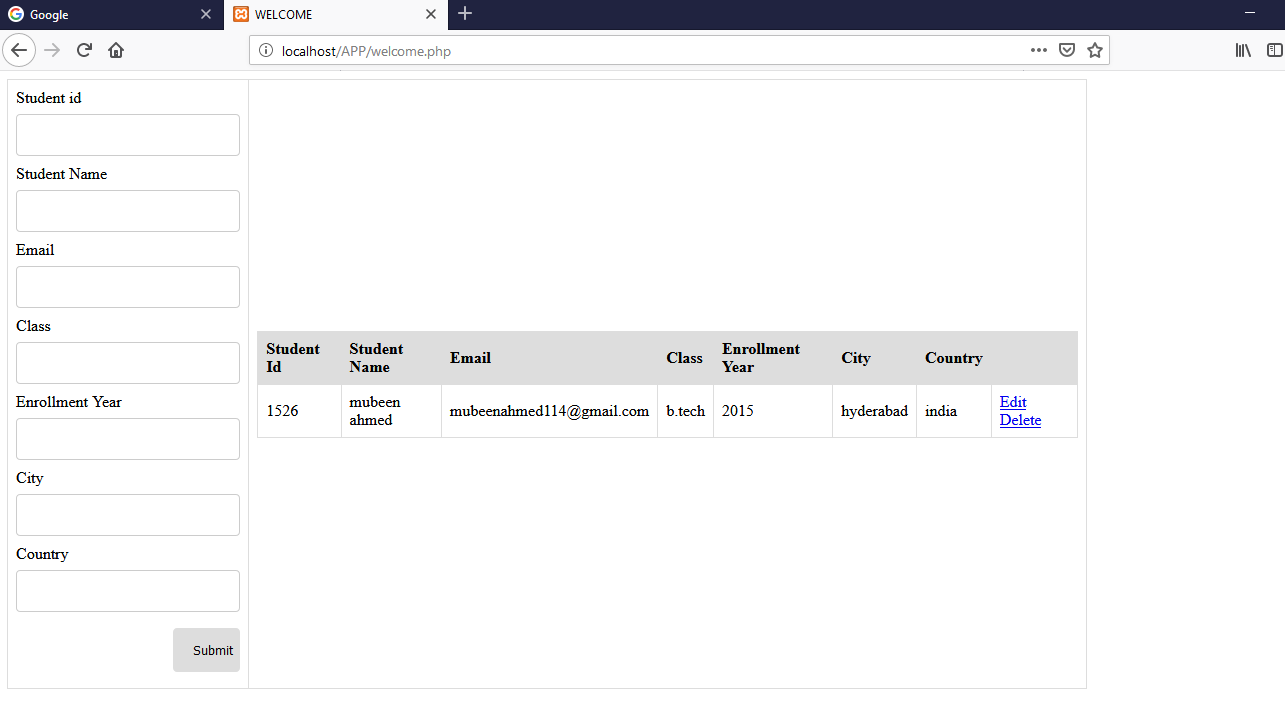 Google
WELCOME
localhost/APP/welcome.php
Student id
Student Name
Email
Class
Enrollment Year
City
Country
Submit
Student Id Student Name Email Class Enrollment Year City Country
1526 mubeen ahmed mubeenahmed114@gmail.com b.tech 2015 hyderabad india Edit Delete